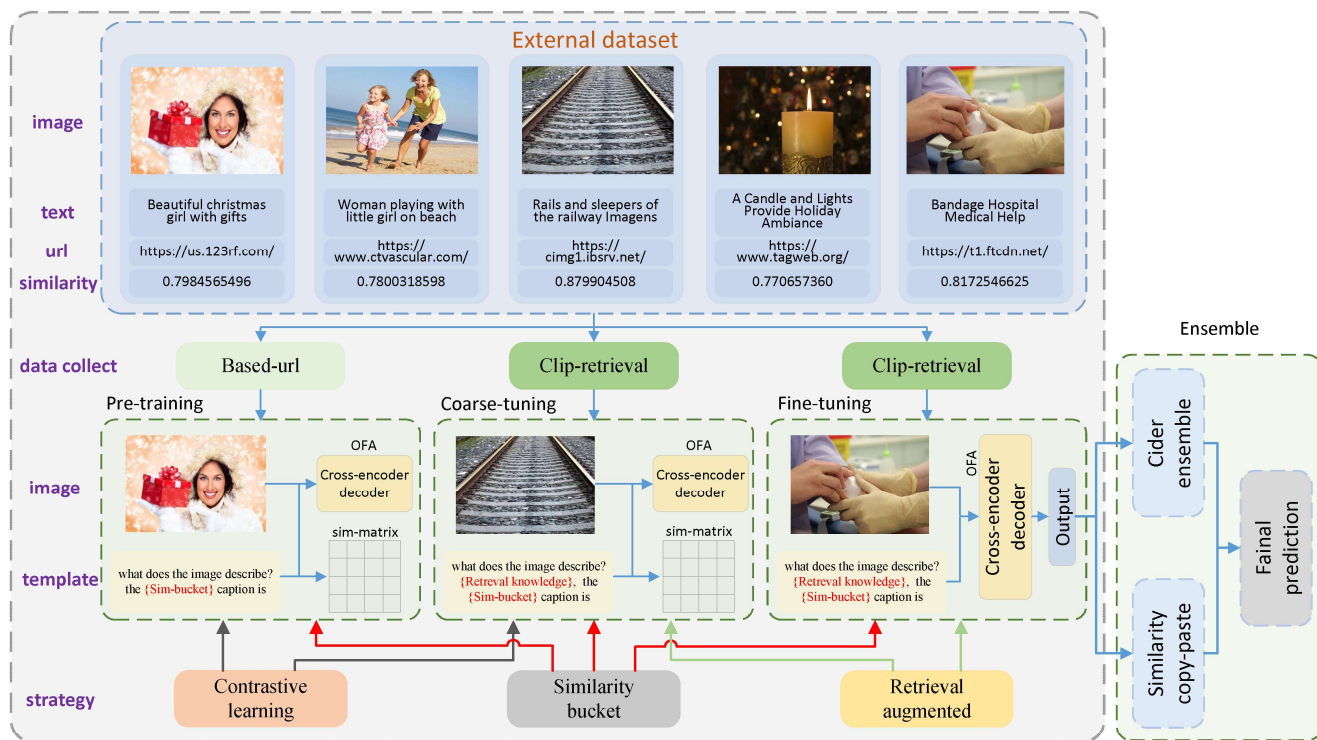 External dataset
image
text
Beautiful christmas
girl with gifts
Woman playing with
little girl on beach
Rails and sleepers of
the railway Imagens
A Candle and Lights
Provide Holiday
Ambiance
Bandage Hospital
Medical Help
url
https://us.123rf.com/
https://
www.ctvascular.com/
https://
cimg1.ibsrv.net/
https://
www.tagweb.org/
https://t1.ftcdn.net/
similarity
0.7984565496
0.7800318598
0.879904508
0.770657360
0.8172546625
data collect
Based-url
Clip-retrieval
Clip-retrieval
Pre-training
Coarse-tuning
Fine-tuning
image
template
OFA
Cross-encoder
decoder
sim-matrix
what does the image describe?
the {Sim-bucket} caption is
OFA
Cross-encoder
decoder
sim-matrix
what does the image describe?
{Retreval knowledge}, the
{Sim-bucket} caption is
OFA
Cross-encoder
decoder
Output
what does the image describe?
{Retreval knowledge}, the
{Sim-bucket} caption is
strategy
Contrastive
learning
Similarity
bucket
Retrieval
augmented
Ensemble
Cider
ensemble
Similarity
copy-paste
Fainal
prediction